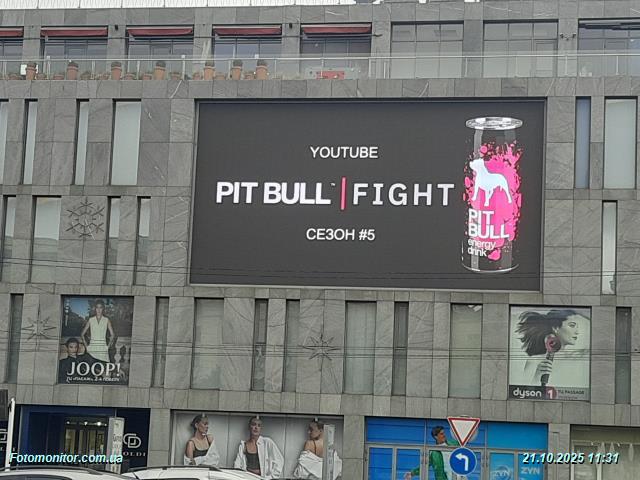 YOUTUBE
PIT BULL™ | FIGHT
СЕЗОН #5
PIT
BULL
energy
drink
JOOP!
dyson
Fotomonitor.com.ua
21.10.2025 11:31